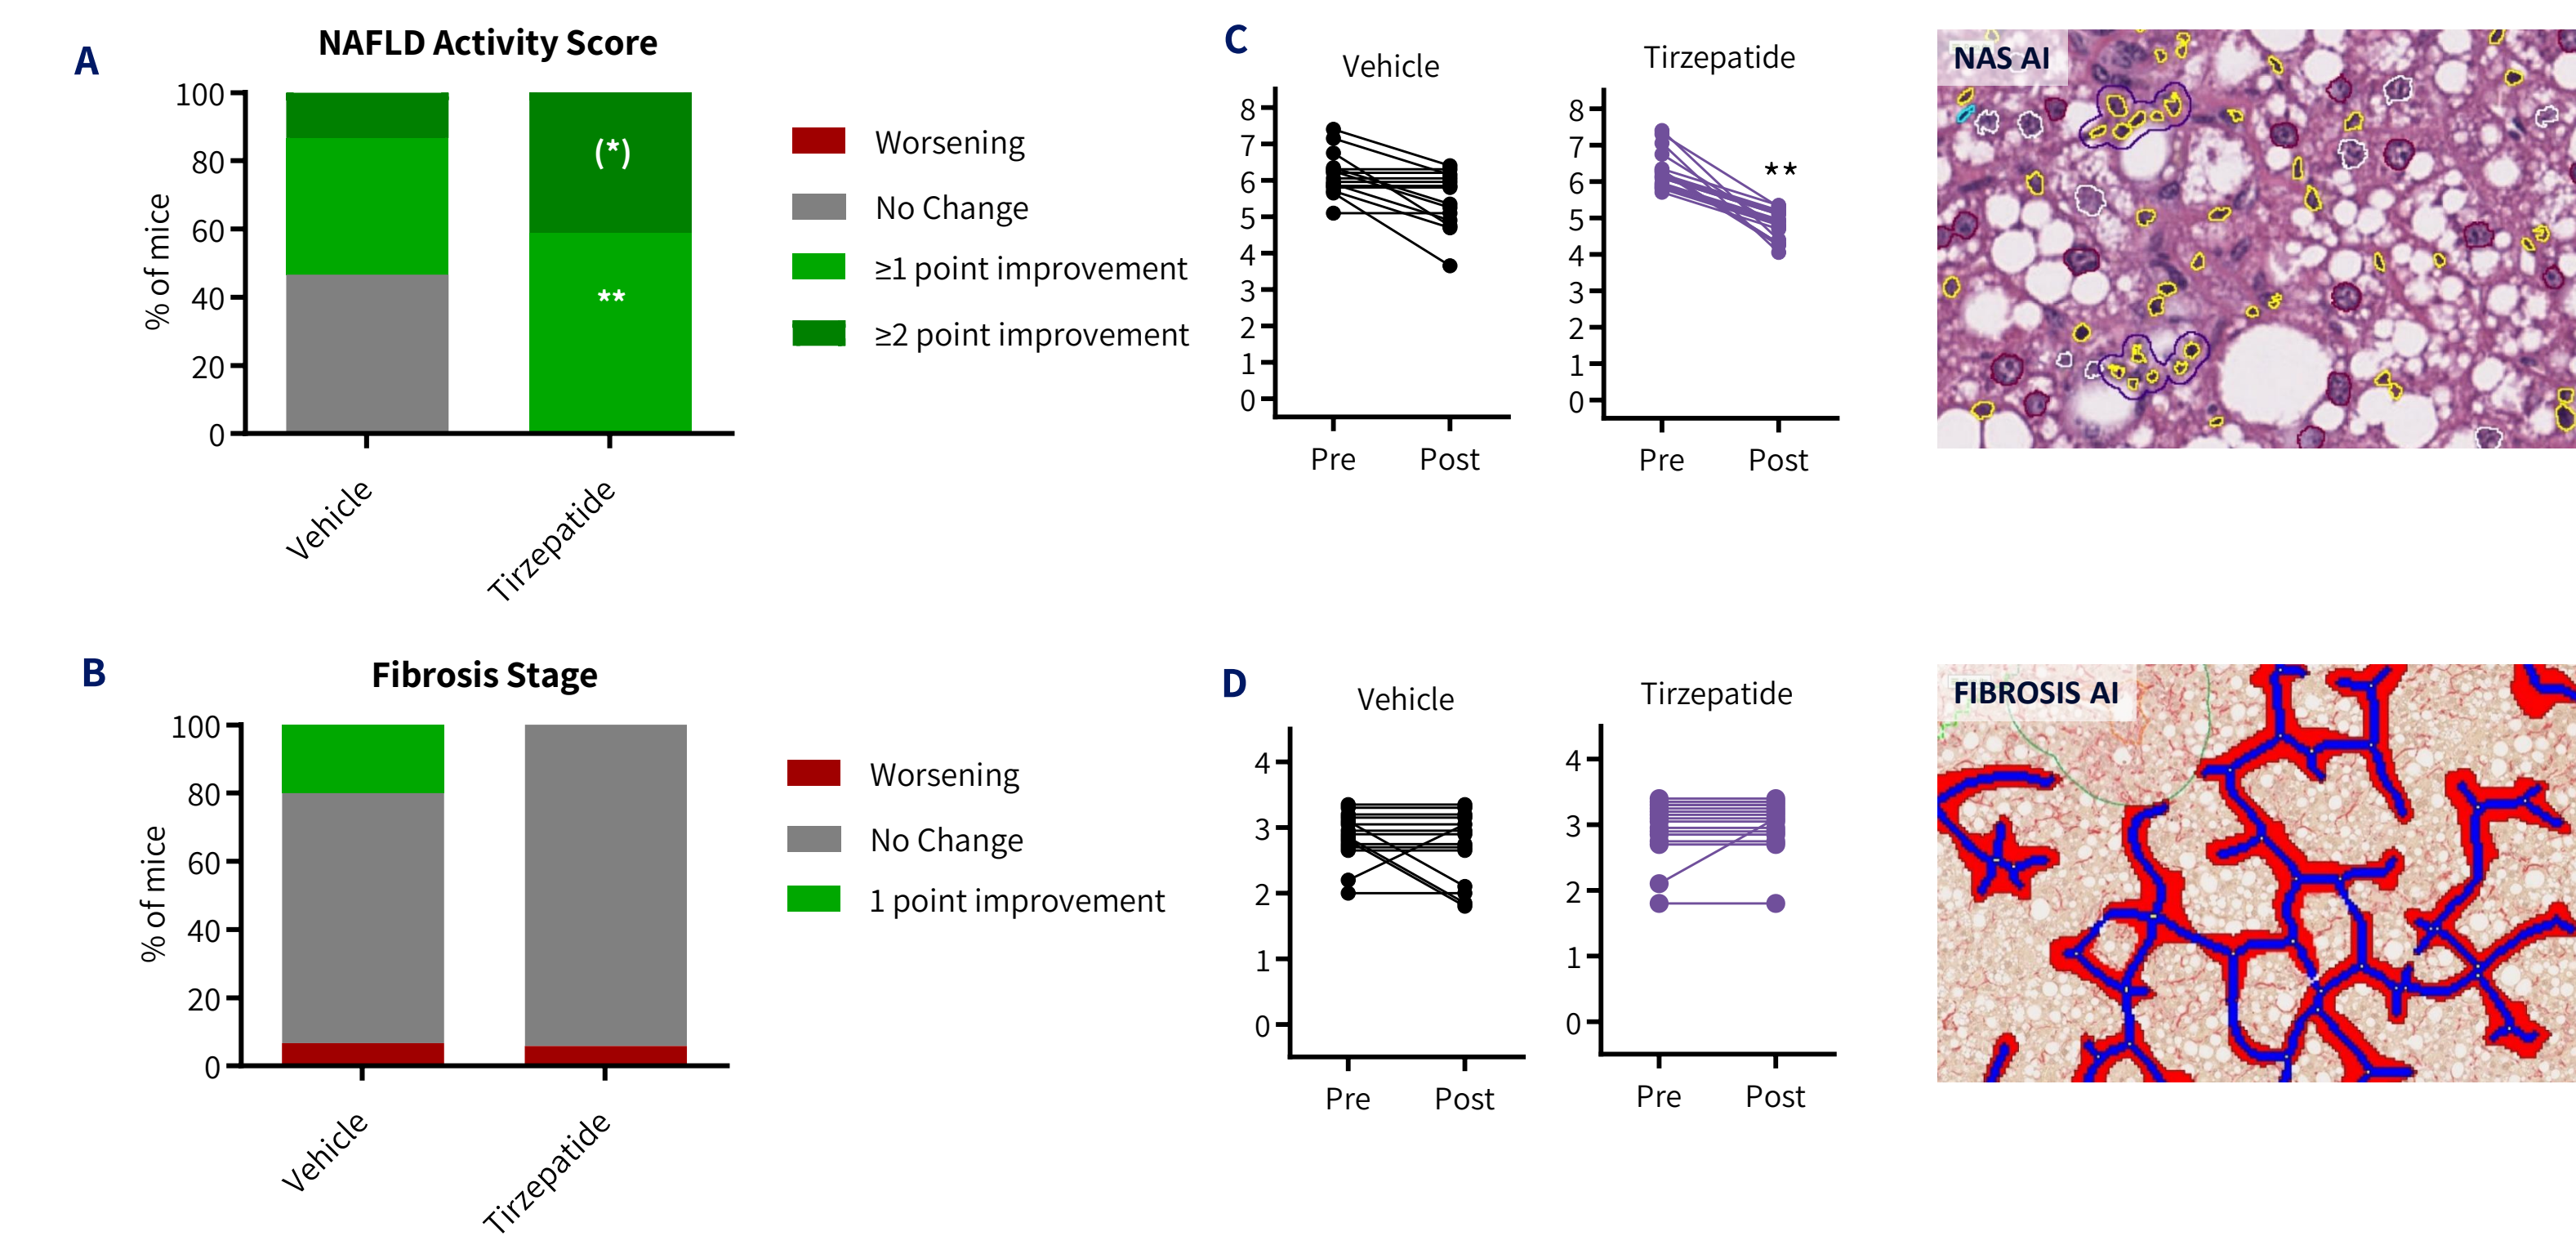 A
NAFLD Activity Score
100
80
60
40
20
0
% of mice
(*)
**
Vehicle
Tirzepatide
Worsening
No Change
≥1 point improvement
≥2 point improvement
C
Vehicle
8
7
6
5
4
3
2
1
0
Pre
Post
Tirzepatide
8
7
6
5
4
3
2
1
0
**
Pre
Post
NAS AI
B
Fibrosis Stage
100
80
60
40
20
0
% of mice
Vehicle
Tirzepatide
Worsening
No Change
1 point improvement
D
Vehicle
4
3
2
1
0
Pre
Post
Tirzepatide
4
3
2
1
0
Pre
Post
FIBROSIS AI